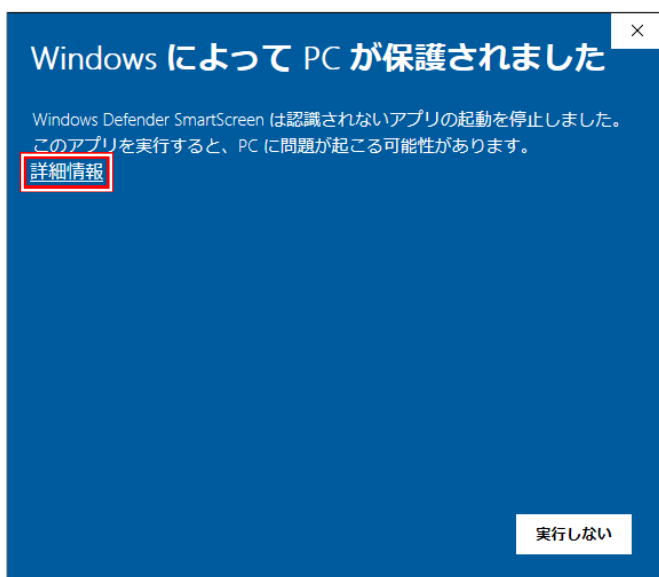 Windows によって PC が保護されました
Windows Defender SmartScreen は認識されないアプリの起動を停止しました。
このアプリを実行すると、PC に問題が起こる可能性があります。
詳細情報
実行しない